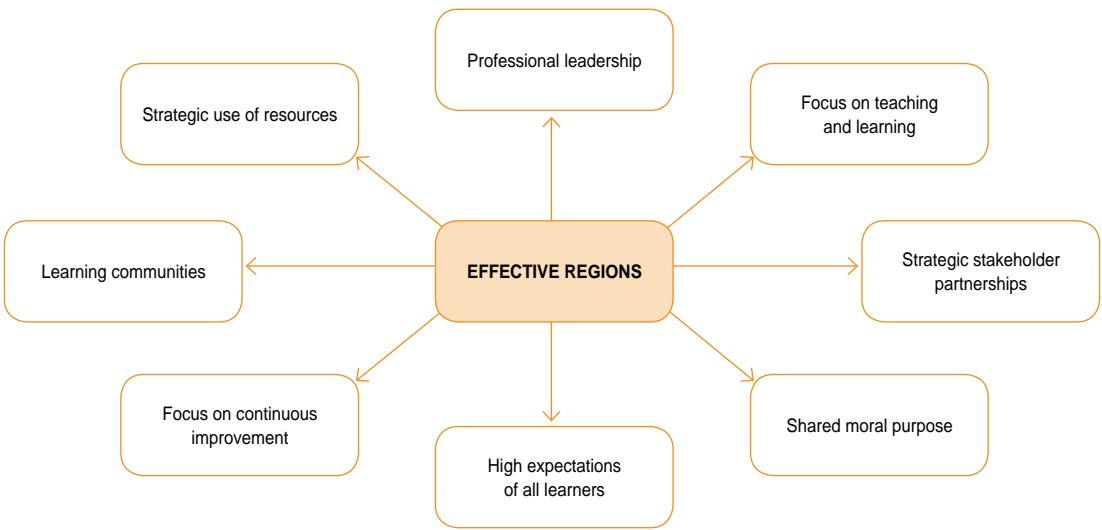 Professional leadership
Strategic use of resources
Focus on teaching
and learning
Learning communities
EFFECTIVE REGIONS
Strategic stakeholder
partnerships
Focus on continuous
improvement
High expectations
of all learners
Shared moral purpose